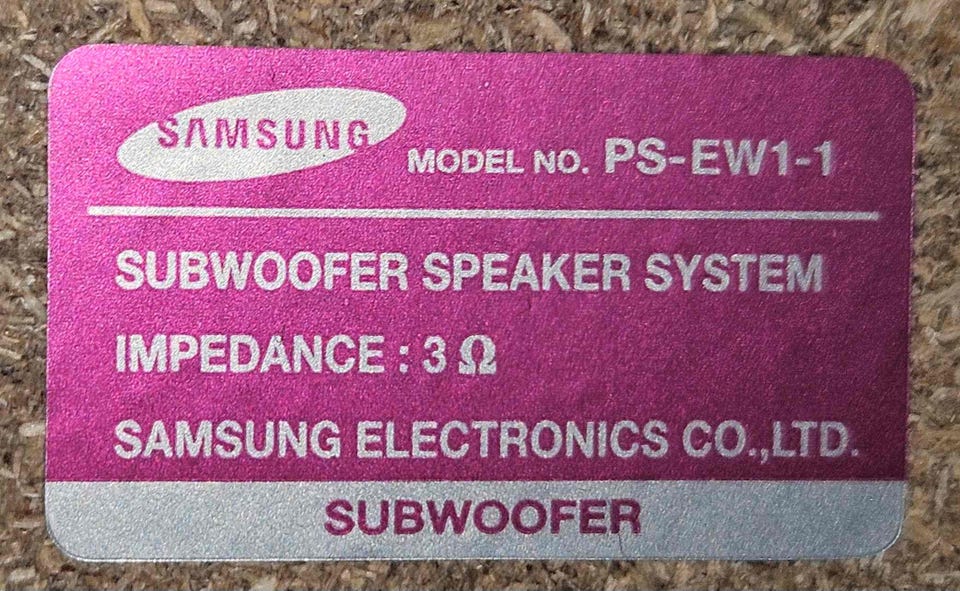 SAMSUNG MODEL NO. PS-EW1-1
SUBWOOFER SPEAKER SYSTEM
IMPEDANCE : 3 Ω
SAMSUNG ELECTRONICS CO.,LTD.
SUBWOOFER